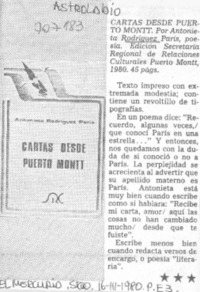 Astrolabio
207183
Antonieta Rodríguez París
CARTAS DESDE
PUERTO MONTT
CARTAS DESDE PUER-
TO MONTT. Por Antonie-
ta Rodríguez París, poe-
sía. Edición Secretaría
Regional de Relaciones
Culturales Puerto Montt,
1980. 45 págs.
Texto impreso con ex-
tremada modestia; con-
tiene un revoltillo de ti-
pografías.
En un poema dice: "Re-
cuerdo, algunas veces,/
que conocí París en una
estrella..." Y entonces,
nos quedamos con la du-
da de si conoció o no a
París. La perplejidad se
acrecienta al advertir que
su apellido materno es
París. Antonieta está
muy bien cuando escribe
como si hablara: "Recibe
mi carta, amor/ aquí las
cosas no han cambiado
mucho/ desde que te
fuiste".
Escribe menos bien
cuando redacta versos de
encargo, o poesía "litera-
ria".
★ ★ ★
EL MERCURIO. STGO. 16-III-1980. P. E3.